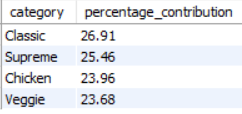 category percentage_contribution
Classic 26.91
Supreme 25.46
Chicken 23.96
Veggie 23.68